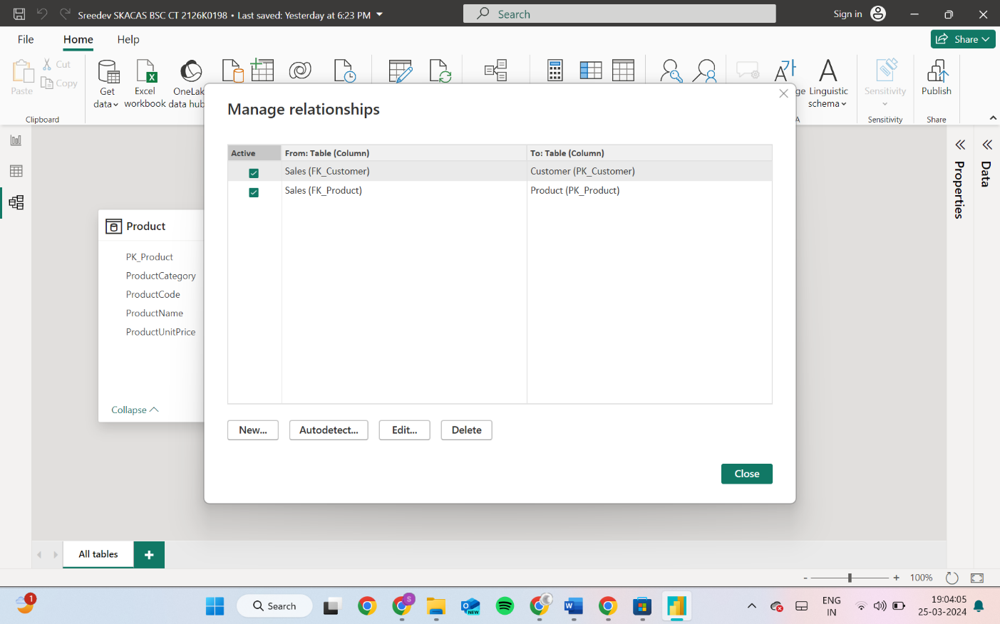 Sreedev SKACAS BSC CT 2126K0198 • Last saved: Yesterday at 6:23 PM
Search
Sign in
File
Home
Help
Share
Paste
Cut
Copy
Clipboard
Get
data
Excel
workbook
OneLak
data hub
ge
Linguistic
schema
A
Sensitivity
Sensitivity
Publish
Share
Manage relationships
Active
From: Table (Column)
To: Table (Column)
Sales (FK_Customer)
Customer (PK_Customer)
Sales (FK_Product)
Product (PK_Product)
New...
Autodetect...
Edit...
Delete
Close
Product
PK_Product
ProductCategory
ProductCode
ProductName
ProductUnitPrice
Collapse
Properties
Data
All tables
+
- + 100%
1
Search
S
O
NEW
W
ENG
IN
19:04:05
25-03-2024